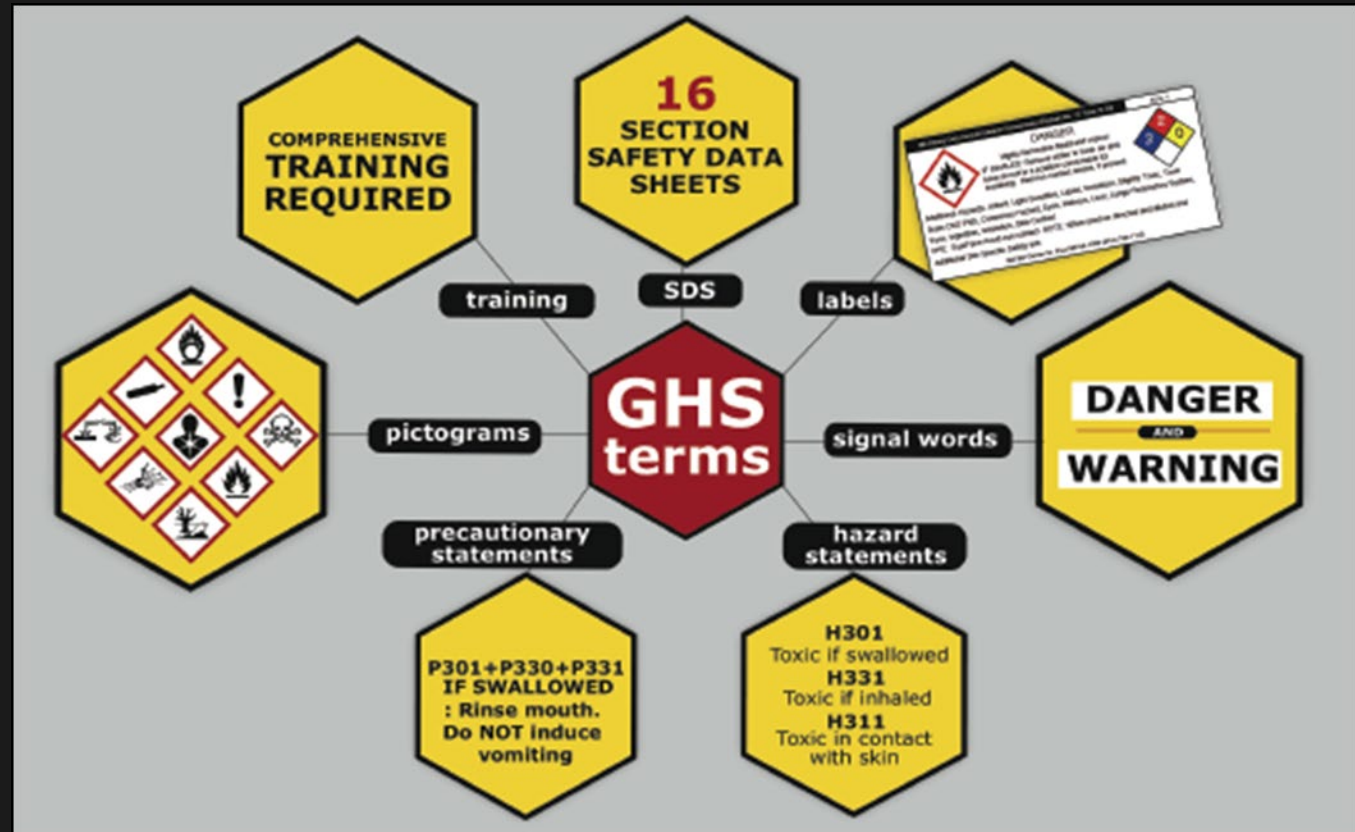 COMPREHENSIVE
TRAINING
REQUIRED
16
SECTION
SAFETY DATA
SHEETS
DANGER
training
SDS
labels
GHS
terms
pictograms
signal words
DANGER
AND
WARNING
precautionary
statements
hazard
statements
P301+P330+P331
IF SWALLOWED
: Rinse mouth.
Do NOT induce
vomiting
H301
Toxic if swallowed
H331
Toxic if inhaled
H311
Toxic in contact
with skin